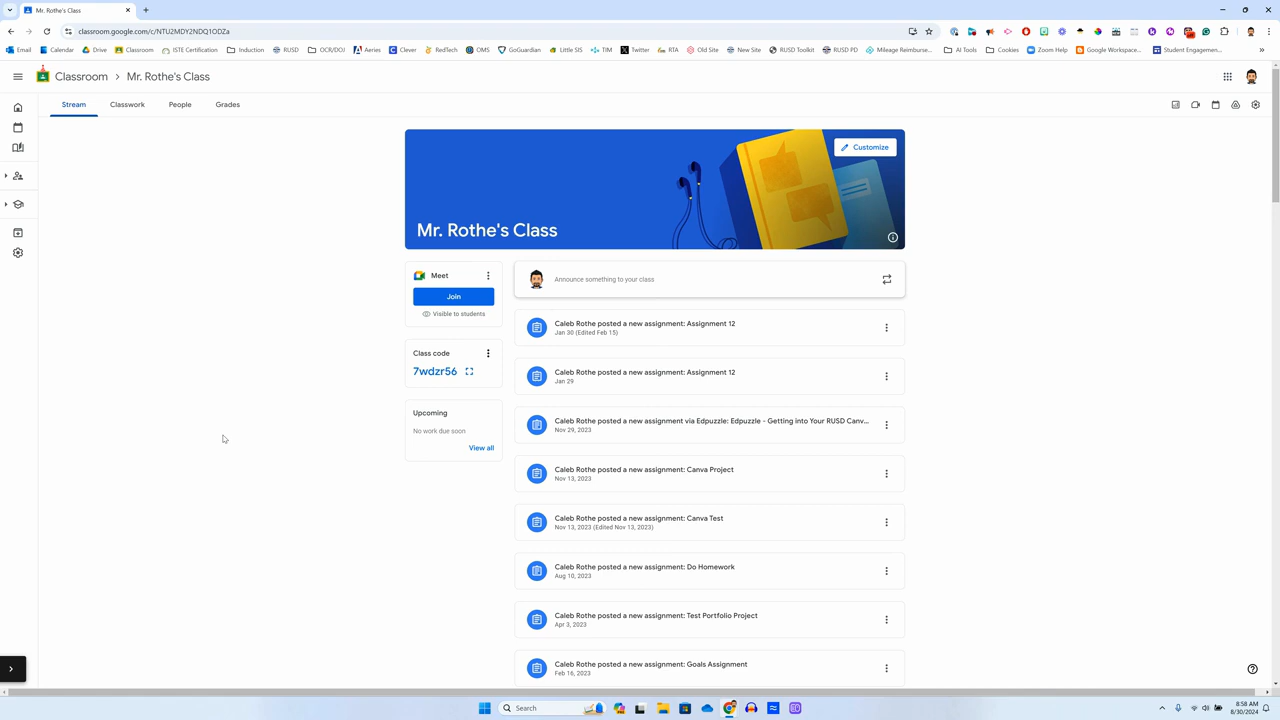 Mr. Rothe's Class
classroom.google.com/c/NTU2MDY2NDQ1ODZa
Email Calendar Drive Classroom ISTE Certification Induction RUSD OCR/DOJ Aeries Clever RedTech OMS GoGuardian Little SIS TIM Twitter RTA Old Site New Site RUSD Toolkit RUSD PD Mileage Reimburse... AI Tools Cookies Zoom Help Google Workspace... Student Engagemen...
Classroom > Mr. Rothe's Class
Stream Classwork People Grades
Customize
Mr. Rothe's Class
Meet
Join
Visible to students
Class code
7wdzr56
Upcoming
No work due soon
View all
Announce something to your class
Caleb Rothe posted a new assignment: Assignment 12
Jan 30 (Edited Feb 15)
Caleb Rothe posted a new assignment: Assignment 12
Jan 29
Caleb Rothe posted a new assignment via Edpuzzle: Edpuzzle - Getting into Your RUSD Canv...
Nov 29, 2023
Caleb Rothe posted a new assignment: Canva Project
Nov 13, 2023
Caleb Rothe posted a new assignment: Canva Test
Nov 13, 2023 (Edited Nov 13, 2023)
Caleb Rothe posted a new assignment: Do Homework
Aug 10, 2023
Caleb Rothe posted a new assignment: Test Portfolio Project
Apr 3, 2023
Caleb Rothe posted a new assignment: Goals Assignment
Feb 16, 2023
Search
8:58 AM
8/30/2024